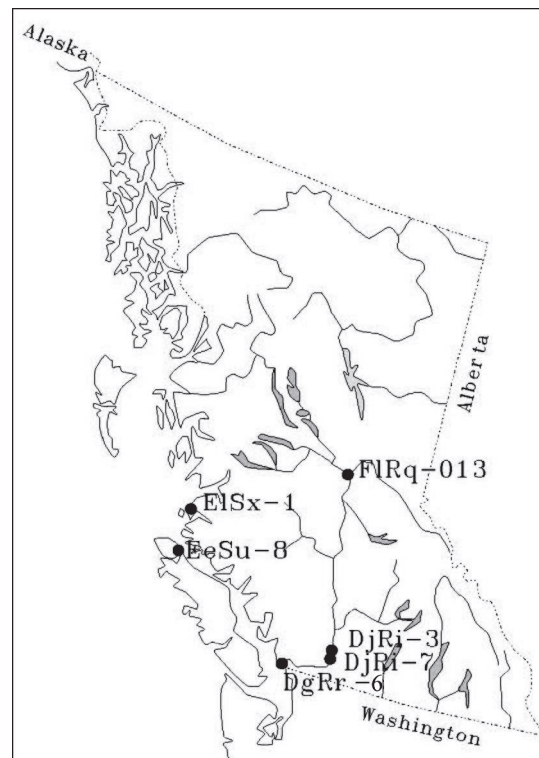 Alaska
Alberta
FlRq-013
ElSx-1
EeSu-8
DjRi-3
DjRi-7
DgRr-6
Washington